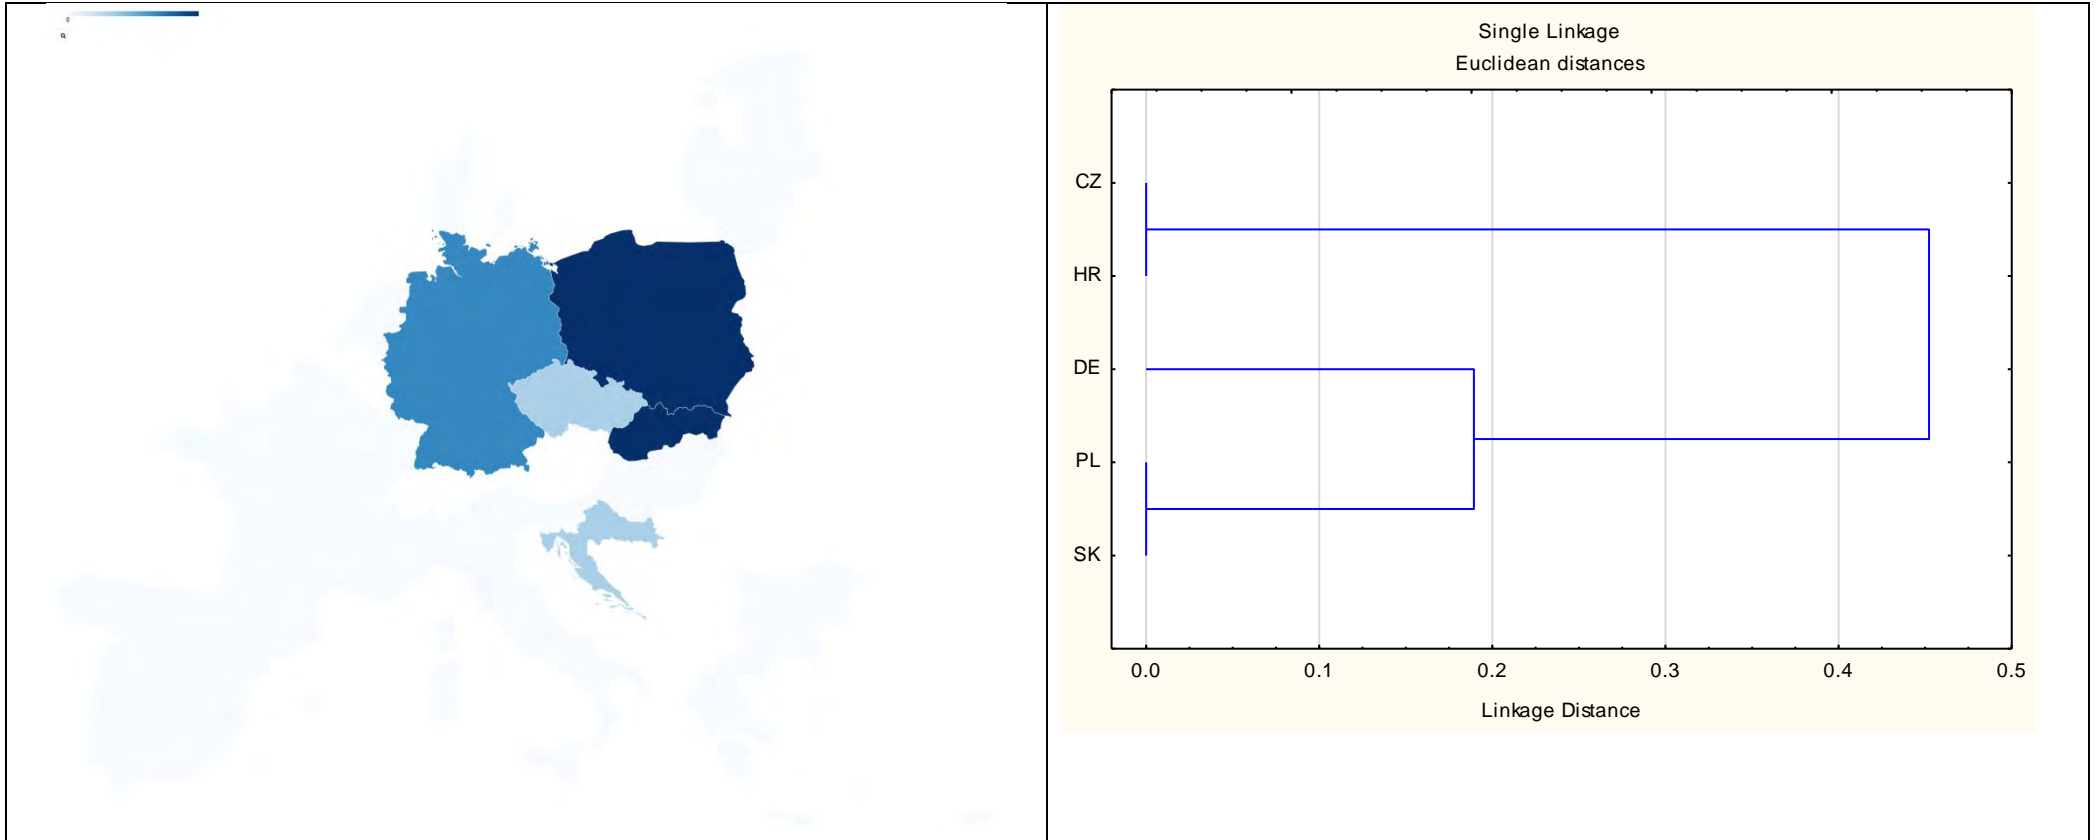 Single Linkage
Euclidean distances
CZ
HR
DE
PL
SK
0.0 0.1 0.2 0.3 0.4 0.5
Linkage Distance